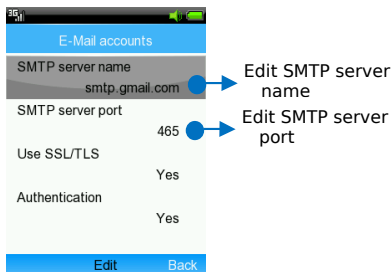 3G
E-Mail accounts
SMTP server name
smtp.gmail.com
Edit SMTP server
name
SMTP server port
465
Edit SMTP server
port
Use SSL/TLS
Yes
Authentication
Yes
Edit Back